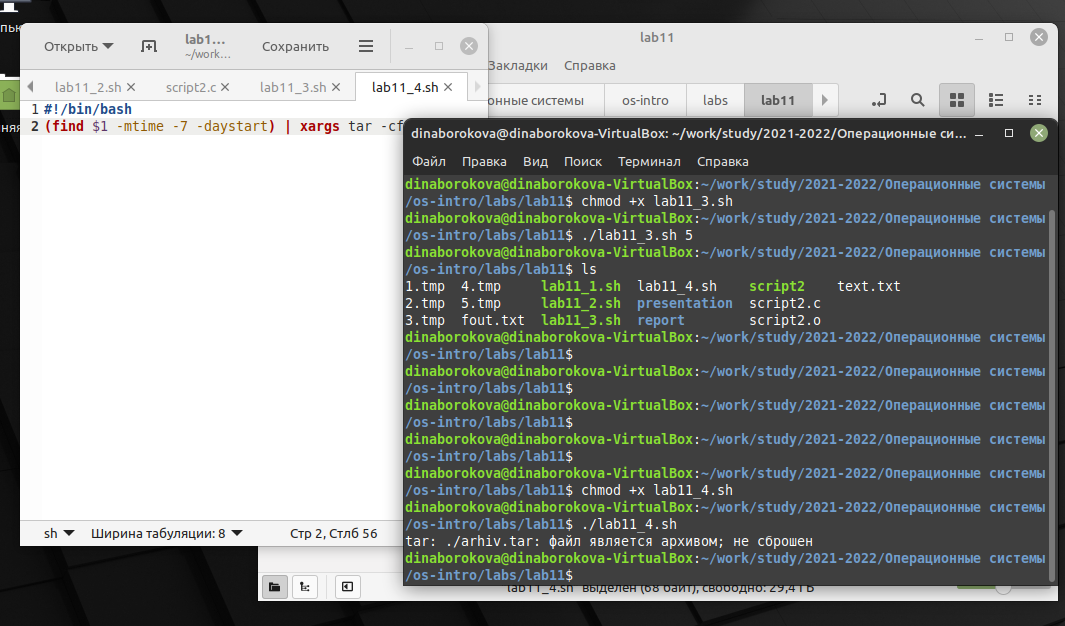 пью
няя
Открыть
lab1...
~/work...
Сохранить
lab11_2.sh
script2.c
lab11_3.sh
lab11_4.sh
1 #!/bin/bash
2 (find $1 -mtime -7 -daystart) | xargs tar -cf
sh
Ширина табуляции: 8
Стр 2, Стлб 56
lab11
Закладки
Справка
онные системы
os-intro
labs
lab11
dinaborokova@dinaborokova-VirtualBox: ~/work/study/2021-2022/Операционные си...
Файл Правка Вид Поиск Терминал Справка
dinaborokova@dinaborokova-VirtualBox:~/work/study/2021-2022/Операционные системы
/os-intro/labs/lab11$ chmod +x lab11_3.sh
dinaborokova@dinaborokova-VirtualBox:~/work/study/2021-2022/Операционные системы
/os-intro/labs/lab11$ ./lab11_3.sh 5
dinaborokova@dinaborokova-VirtualBox:~/work/study/2021-2022/Операционные системы
/os-intro/labs/lab11$ ls
1.tmp 4.tmp lab11_1.sh lab11_4.sh script2 text.txt
2.tmp 5.tmp lab11_2.sh presentation script2.c
3.tmp fout.txt lab11_3.sh report script2.o
dinaborokova@dinaborokova-VirtualBox:~/work/study/2021-2022/Операционные системы
/os-intro/labs/lab11$
dinaborokova@dinaborokova-VirtualBox:~/work/study/2021-2022/Операционные системы
/os-intro/labs/lab11$
dinaborokova@dinaborokova-VirtualBox:~/work/study/2021-2022/Операционные системы
/os-intro/labs/lab11$
dinaborokova@dinaborokova-VirtualBox:~/work/study/2021-2022/Операционные системы
/os-intro/labs/lab11$
dinaborokova@dinaborokova-VirtualBox:~/work/study/2021-2022/Операционные системы
/os-intro/labs/lab11$ chmod +x lab11_4.sh
dinaborokova@dinaborokova-VirtualBox:~/work/study/2021-2022/Операционные системы
/os-intro/labs/lab11$ ./lab11_4.sh
tar: ./arhiv.tar: файл является архивом; не сброшен
dinaborokova@dinaborokova-VirtualBox:~/work/study/2021-2022/Операционные системы
/os-intro/labs/lab11$
"lab11_4.sh" выделен (68 байт), свободно: 29,4 ГБ